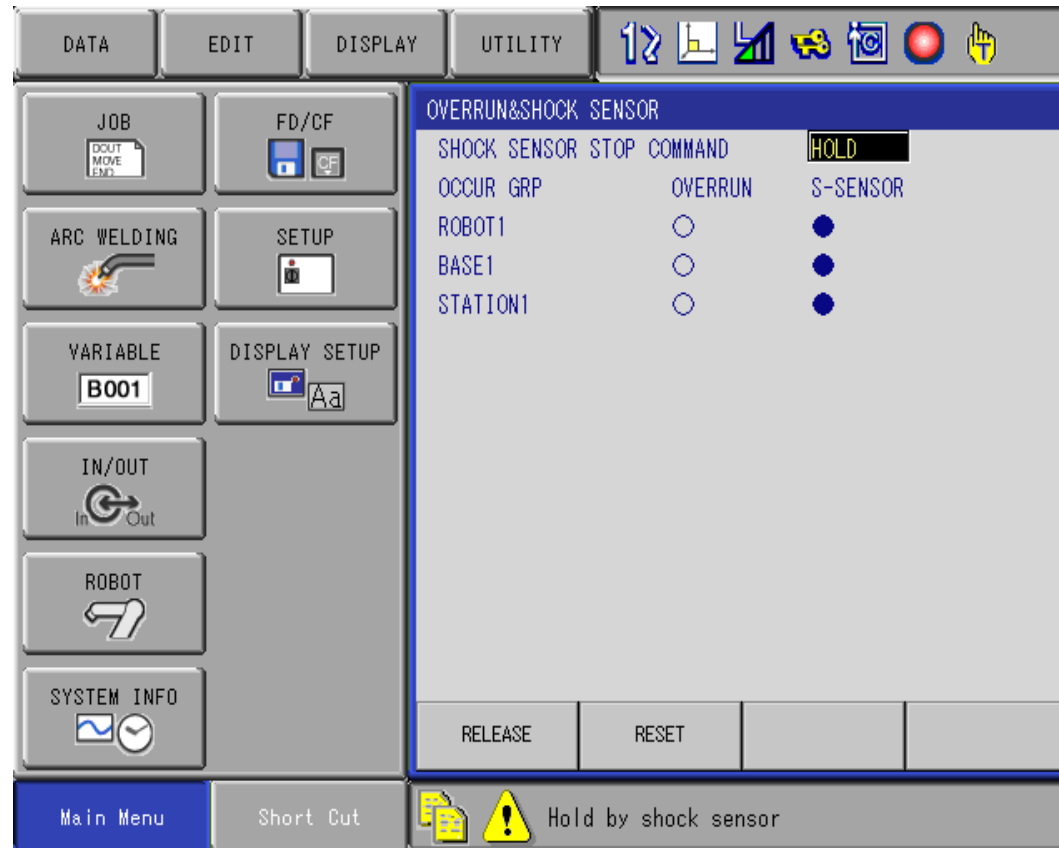 DATA
EDIT
DISPLAY
UTILITY
JOB
DOUT
MOVE
END
FD/CF
CF
ARC WELDING
SETUP
VARIABLE
B001
DISPLAY SETUP
Aa
IN/OUT
In Out
ROBOT
SYSTEM INFO
OVERRUN&SHOCK SENSOR
SHOCK SENSOR STOP COMMAND HOLD
OCCUR GRP OVERRUN S-SENSOR
ROBOT1
BASE1
STATION1
RELEASE RESET
Main Menu
Short Cut
Hold by shock sensor